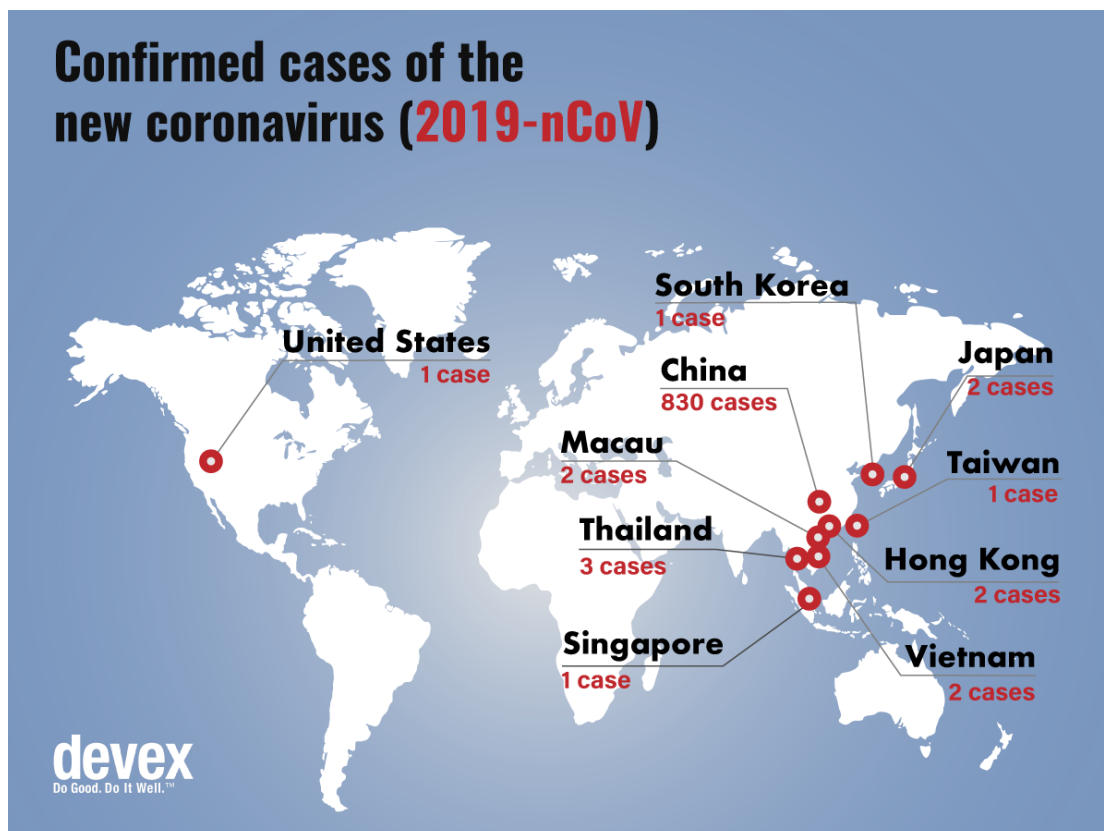 Confirmed cases of the
new coronavirus (2019-nCoV)
South Korea
1 case
United States
1 case
Japan
2 cases
China
830 cases
Macau
2 cases
Taiwan
1 case
Thailand
3 cases
Hong Kong
2 cases
Singapore
1 case
Vietnam
2 cases
devex
Do Good. Do It Well.™